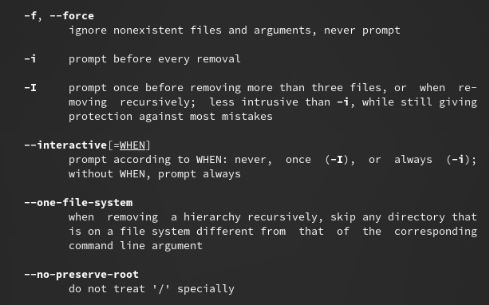 -f, --force
ignore nonexistent files and arguments, never prompt
-i prompt before every removal
-I prompt once before removing more than three files, or when re-
moving recursively; less intrusive than -i, while still giving
protection against most mistakes
--interactive[=WHEN]
prompt according to WHEN: never, once (-I), or always (-i);
without WHEN, prompt always
--one-file-system
when removing a hierarchy recursively, skip any directory that
is on a file system different from that of the corresponding
command line argument
--no-preserve-root
do not treat '/' specially